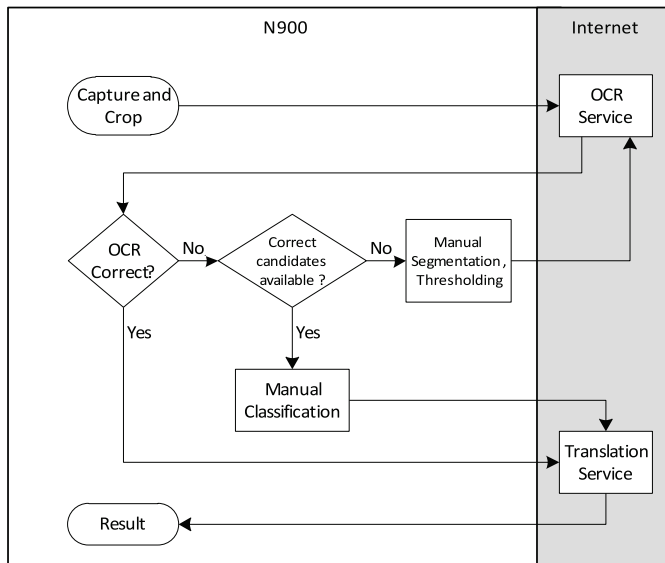 N900
Internet
Capture and
Crop
OCR
Service
OCR
Correct?
No
Correct
candidates
available ?
No
Manual
Segmentation,
Thresholding
Yes
Yes
Manual
Classification
Translation
Service
Result